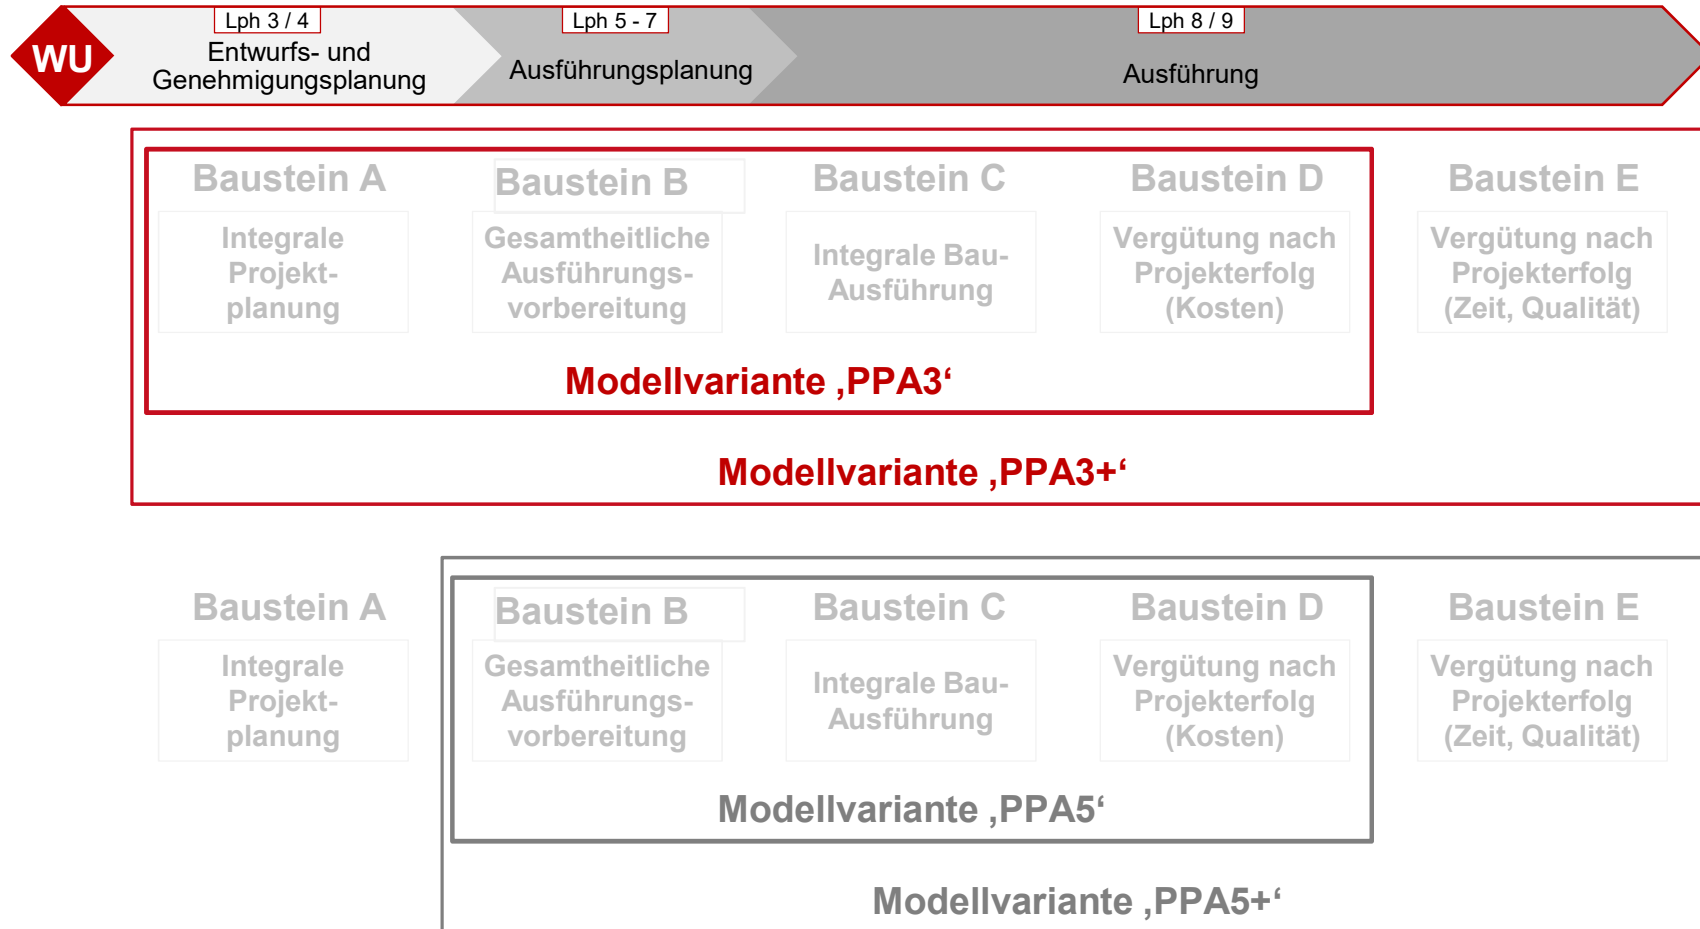 WU
Lph 3 / 4
Entwurfs- und
Genehmigungsplanung
Lph 5 - 7
Ausführungsplanung
Lph 8 / 9
Ausführung
Baustein A
Integrale
Projekt-
planung
Baustein B
Gesamtheitliche
Ausführungs-
vorbereitung
Baustein C
Integrale Bau-
Ausführung
Baustein D
Vergütung nach
Projekterfolg
(Kosten)
Baustein E
Vergütung nach
Projekterfolg
(Zeit, Qualität)
Modellvariante ‚PPA3‘
Modellvariante ‚PPA3+‘
Baustein A
Integrale
Projekt-
planung
Baustein B
Gesamtheitliche
Ausführungs-
vorbereitung
Baustein C
Integrale Bau-
Ausführung
Baustein D
Vergütung nach
Projekterfolg
(Kosten)
Baustein E
Vergütung nach
Projekterfolg
(Zeit, Qualität)
Modellvariante ‚PPA5‘
Modellvariante ‚PPA5+‘